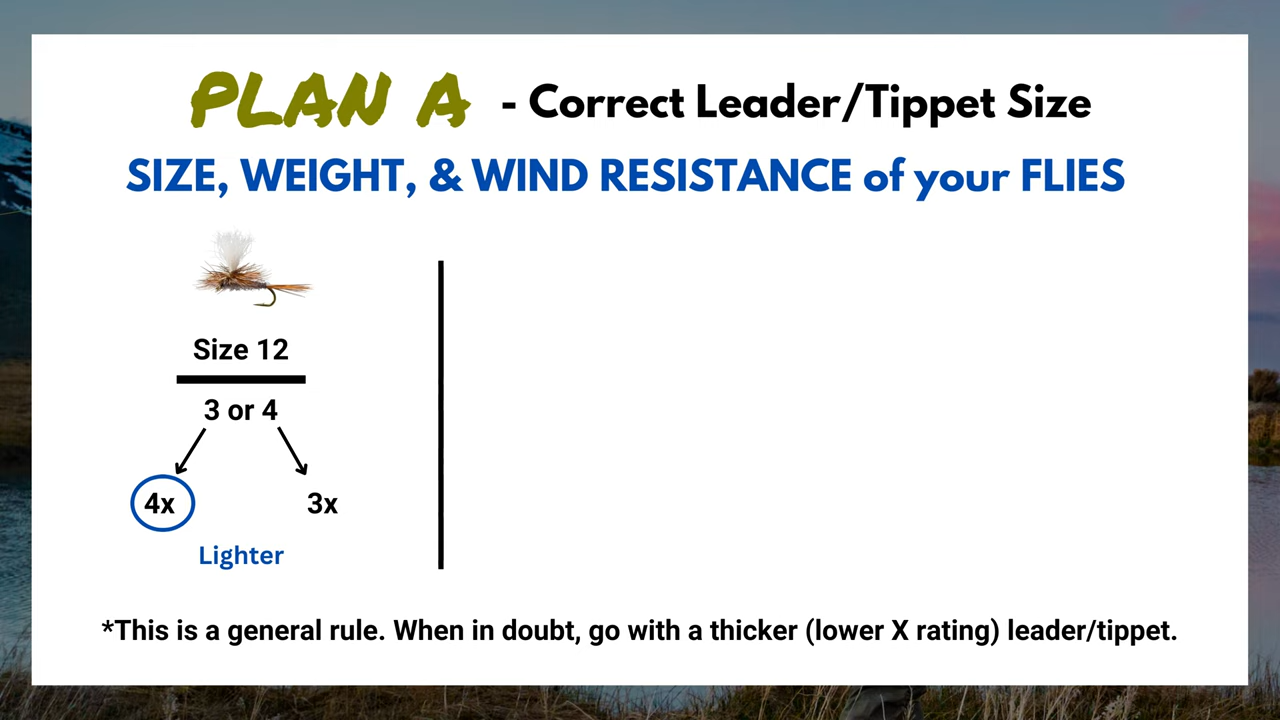 PLAN A - Correct Leader/Tippet Size
SIZE, WEIGHT, & WIND RESISTANCE of your FLIES
Size 12
3 or 4
4x 3x
Lighter
*This is a general rule. When in doubt, go with a thicker (lower X rating) leader/tippet.